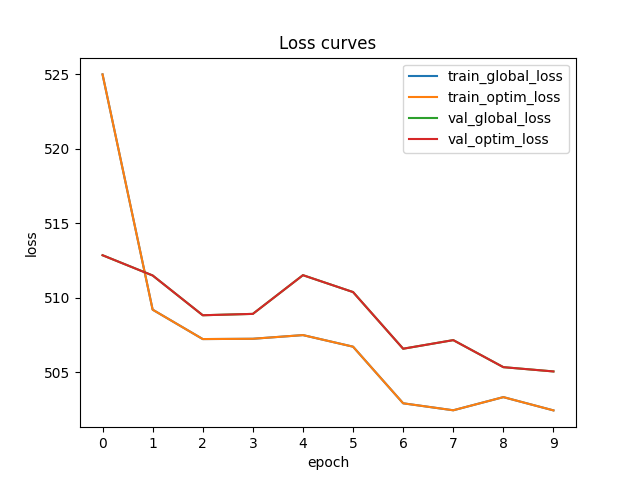 Loss curves
train_global_loss
train_optim_loss
val_global_loss
val_optim_loss
525
520
515
510
505
loss
0 1 2 3 4 5 6 7 8 9
epoch